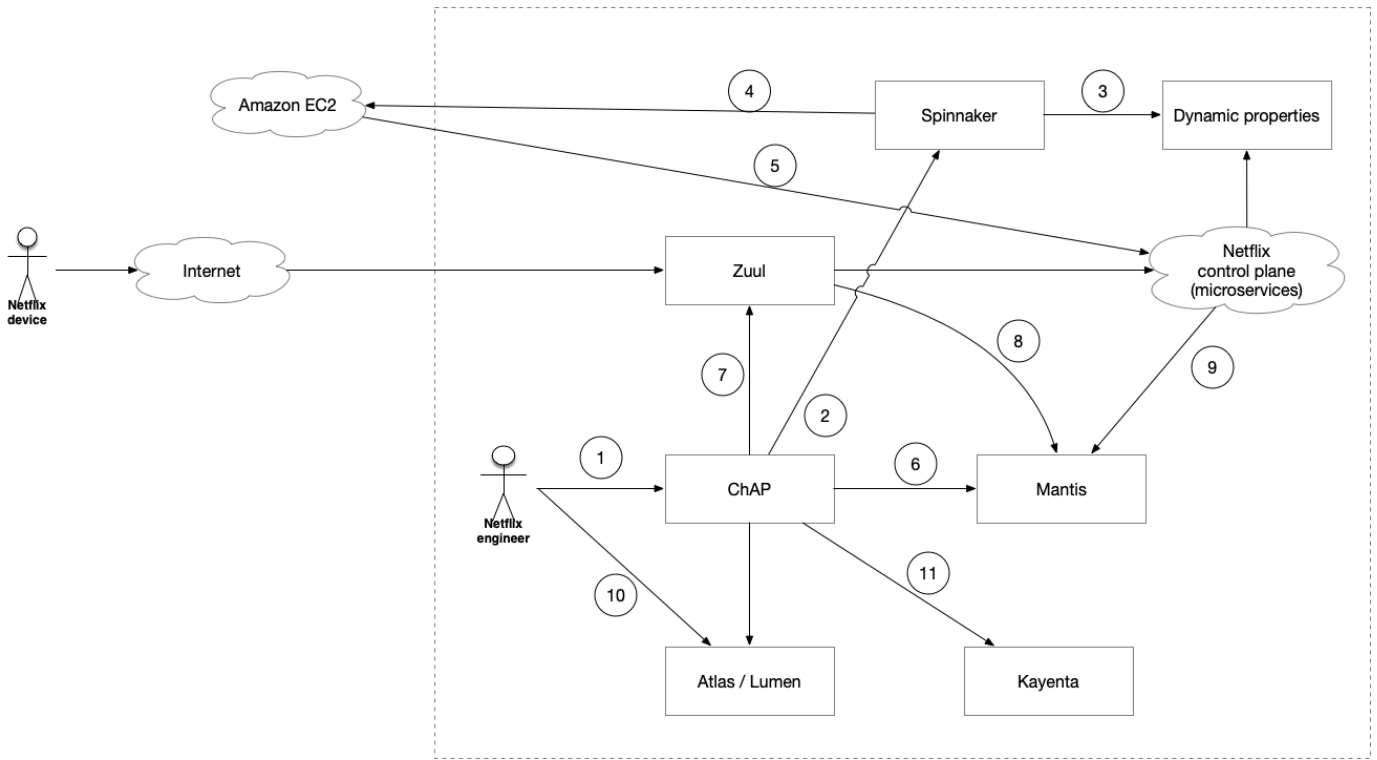 4
3
Amazon EC2
Spinnaker
Dynamic properties
5
Netflix
device
Internet
Zuul
Netflix
control plane
(microservices)
8
7
9
2
1
6
Netflix
engineer
ChAP
Mantis
10
11
Atlas / Lumen
Kayenta